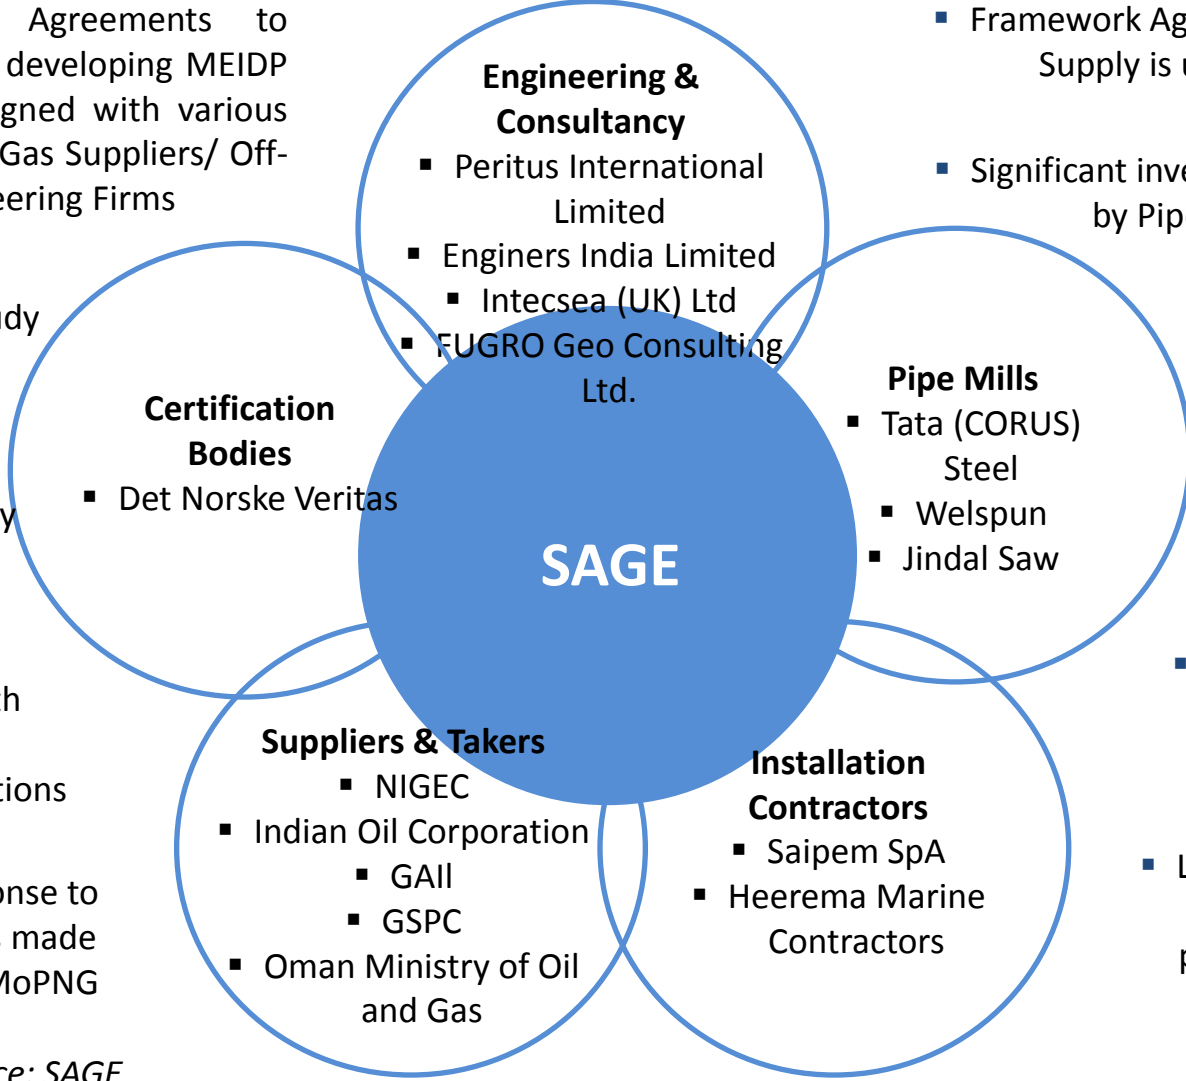 Agreements to
developing MEIDP
gned with various
Gas Suppliers/ Off-
eering Firms
▪ Framework Ag
Supply is u
▪ Significant inve
by Pip
Engineering &
Consultancy
▪ Peritus International
Limited
▪ Enginers India Limited
▪ Intecsea (UK) Ltd
▪ FUGRO Geo Consulting
Ltd.
udy
y
Certification
Bodies
▪ Det Norske Veritas
Pipe Mills
▪ Tata (CORUS)
Steel
▪ Welspun
▪ Jindal Saw
SAGE
th
tions
onse to
made
MoPNG
Suppliers & Takers
▪ NIGEC
▪ Indian Oil Corporation
▪ GAIl
▪ GSPC
▪ Oman Ministry of Oil
and Gas
Installation
Contractors
▪ Saipem SpA
▪ Heerema Marine
Contractors
▪
▪ L
p
ce: SAGE